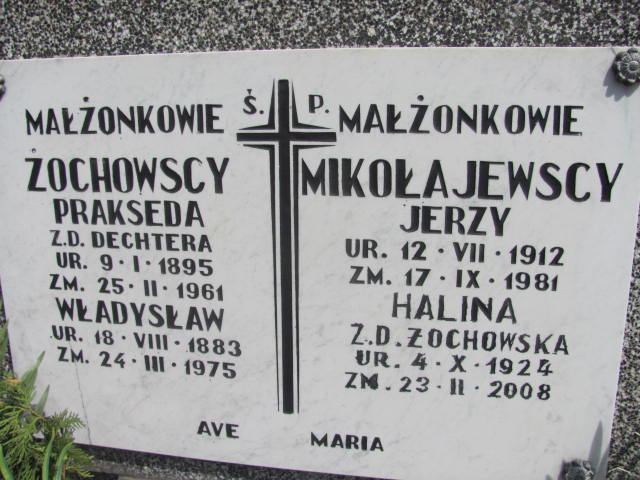 Ś. P.
MAŁŻONKOWIE
ŻOCHOWSCY
PRAKSEDA
Z.D. DECHTERA
UR. 9 · I · 1895
ZM. 25 · II · 1961
WŁADYSŁAW
UR. 18 · VIII · 1883
ZM. 24 · III · 1975
MAŁŻONKOWIE
MIKOŁAJEWSCY
JERZY
UR. 12 · VII · 1912
ZM. 17 · IX · 1981
HALINA
Z.D. ŻOCHOWSKA
UR. 4 · X · 1924
ZM. 23 · II · 2008
AVE MARIA